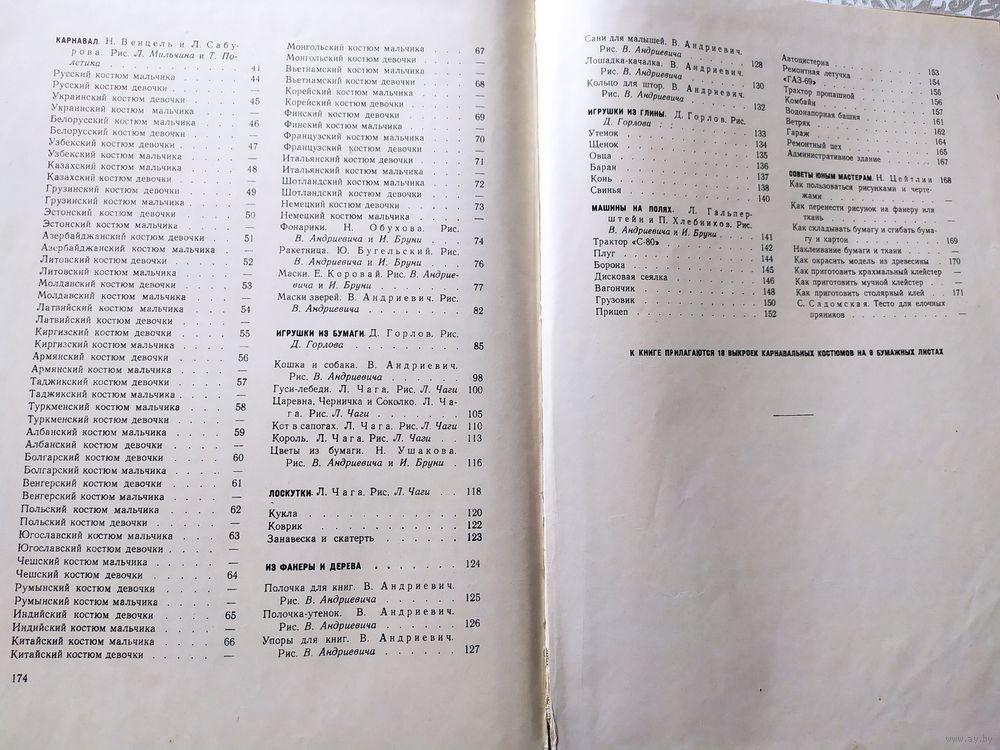 КАРНАВАЛ. Н. Венцель и Л. Сабу-
рова. Рис. Л. Мильчина и Т. По-
летика . . . . 41
Русский костюм мальчика . . . . 44
Русский костюм девочки . . . . —
Украинский костюм девочки . . . . 45
Украинский костюм мальчика . . . . —
Белорусский костюм мальчика . . . . 46
Белорусский костюм девочки . . . . —
Узбекский костюм девочки . . . . 47
Узбекский костюм мальчика . . . . —
Казахский костюм мальчика . . . . 48
Казахский костюм девочки . . . . —
Грузинский костюм девочки . . . . 49
Грузинский костюм мальчика . . . . —
Эстонский костюм девочки . . . . 50
Эстонский костюм мальчика . . . . —
Азербайджанский костюм девочки . . . . 51
Азербайджанский костюм мальчика . . . . —
Литовский костюм девочки . . . . 52
Литовский костюм мальчика . . . . —
Молдавский костюм девочки . . . . 53
Молдавский костюм мальчика . . . . —
Латвийский костюм мальчика . . . . 54
Латвийский костюм девочки . . . . —
Киргизский костюм девочки . . . . 55
Киргизский костюм мальчика . . . . —
Армянский костюм девочки . . . . 56
Армянский костюм мальчика . . . . —
Таджикский костюм девочки . . . . 57
Таджикский костюм мальчика . . . . —
Туркменский костюм мальчика . . . . 58
Туркменский костюм девочки . . . . —
Албанский костюм мальчика . . . . 59
Албанский костюм девочки . . . . —
Болгарский костюм девочки . . . . 60
Болгарский костюм мальчика . . . . —
Венгерский костюм девочки . . . . 61
Венгерский костюм мальчика . . . . —
Польский костюм мальчика . . . . 62
Польский костюм девочки . . . . —
Югославский костюм мальчика . . . . 63
Югославский костюм девочки . . . . —
Чешский костюм мальчика . . . . —
Чешский костюм девочки . . . . 64
Румынский костюм девочки . . . . —
Румынский костюм мальчика . . . . —
Индийский костюм девочки . . . . 65
Индийский костюм мальчика . . . . —
Китайский костюм мальчика . . . . 66
Китайский костюм девочки . . . . —
174
Монгольский костюм мальчика . . . . 67
Монгольский костюм девочки . . . . —
Вьетнамский костюм мальчика . . . . —
Вьетнамский костюм девочки . . . . 68
Корейский костюм мальчика . . . . —
Корейский костюм девочки . . . . —
Финский костюм девочки . . . . 69
Финский костюм мальчика . . . . —
Французский костюм мальчика . . . . 70
Французский костюм девочки . . . . —
Итальянский костюм девочки . . . . 71
Итальянский костюм мальчика . . . . —
Шотландский костюм мальчика . . . . 72
Шотландский костюм девочки . . . . —
Немецкий костюм девочки . . . . 73
Немецкий костюм мальчика . . . . —
Фонарики. Н. Обухова. Рис.
В. Андриевича и И. Бруни . . . . 74
Ракетница. Ю. Бугельский. Рис.
В. Андриевича и И. Бруни . . . . 76
Маски. Е. Коровай. Рис. В. Андрие-
вича и И. Бруни . . . . 77
Маски зверей. В. Андриевич. Рис.
В. Андриевича . . . . 82
ИГРУШКИ ИЗ БУМАГИ. Д. Горлов. Рис.
Д. Горлова . . . . 85
Кошка и собака. В. Андриевич.
Рис. В. Андриевича . . . . 98
Гуси-лебеди. Л. Чага. Рис. Л. Чаги 100
Царевна, Черничка и Соколко. Л. Ча-
га. Рис. Л. Чаги . . . . 105
Кот в сапогах. Л. Чага. Рис. Л. Чаги 110
Король. Л. Чага. Рис. Л. Чаги . . 113
Цветы из бумаги. Н. Ушакова.
Рис. В. Андриевича и И. Бруни . 116
ЛОСКУТКИ. Л. Чага. Рис. Л. Чаги . . 118
Кукла . . . . 120
Коврик . . . . 122
Занавеска и скатерть . . . . 123
ИЗ ФАНЕРЫ И ДЕРЕВА . . . . 124
Полочка для книг. В. Андриевич.
Рис. В. Андриевича . . . . 125
Полочка-утенок. В. Андриевич.
Рис. В. Андриевича . . . . 126
Упоры для книг. В. Андриевич.
Рис. В. Андриевича . . . . 127
Сани для малышей. В. Андриевич.
Рис. В. Андриевича . . . . 128
Лошадка-качалка. В. Андриевич.
Рис. В. Андриевича . . . . 130
Кольцо для штор. В. Андриевич.
Рис. В. Андриевича . . . . 132
ИГРУШКИ ИЗ ГЛИНЫ. Д. Горлов. Рис.
Д. Горлова . . . .
Утенок . . . . 133
Щенок . . . . 134
Овца . . . . 135
Баран . . . . 136
Конь . . . . 137
Свинья . . . . 138
140
МАШИНЫ НА ПОЛЯХ. Л. Гальпер-
штейн и П. Хлебников. Рис.
В. Андриевича и И. Бруни . . . . 141
Трактор «С-80» . . . . 142
Плуг . . . . 144
Борона . . . . 145
Дисковая сеялка . . . . 146
Вагончик . . . . 148
Грузовик . . . . 150
Прицеп . . . . 152
Автоцистерна . . . . 153
Ремонтная летучка . . . . 154
«ГАЗ-69» . . . . 155
Трактор пропашной . . . . 156
Комбайн . . . . 157
Водонапорная башня . . . . 161
Ветряк . . . . 162
Гараж . . . . 164
Ремонтный цех . . . . 165
Административное здание . . . . 167
СОВЕТЫ ЮНЫМ МАСТЕРАМ. Н. Цейтлин 168
Как пользоваться рисунками и черте-
жами . . . . —
Как перенести рисунок на фанеру или
ткань . . . . —
Как складывать бумагу и сгибать бума-
гу и картон . . . . 169
Наклеивание бумаги и ткани . . . . —
Как окрасить модель из древесины . 170
Как приготовить крахмальный клейстер —
Как приготовить мучной клейстер . . —
Как приготовить столярный клей . . 171
С. Садомская. Тесто для елочных
пряников . . . . —
К КНИГЕ ПРИЛАГАЮТСЯ 18 ВЫКРОЕК КАРНАВАЛЬНЫХ КОСТЮМОВ НА 9 БУМАЖНЫХ ЛИСТАХ
www.ay.by